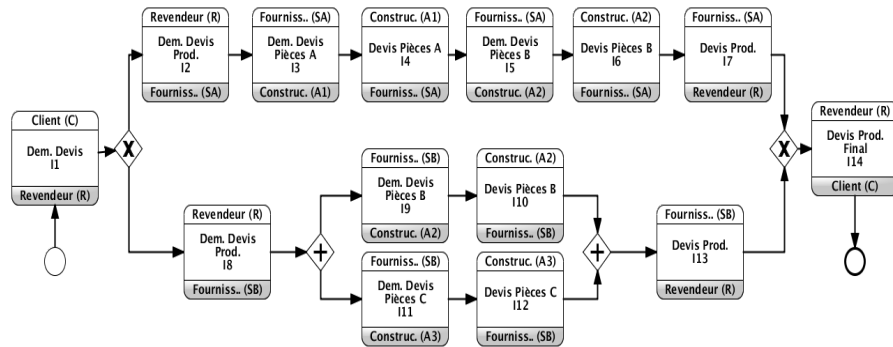 Revendeur (R)
Dem. Devis
Prod.
I2
Fourniss.. (SA)
Fourniss.. (SA)
Dem. Devis
Pièces A
I3
Construc. (A1)
Construc. (A1)
Devis Pièces A
I4
Fourniss.. (SA)
Fourniss.. (SA)
Dem. Devis
Pièces B
I5
Construc. (A2)
Construc. (A2)
Devis Pièces B
I6
Fourniss.. (SA)
Fourniss.. (SA)
Devis Prod.
I7
Revendeur (R)
Client (C)
Dem. Devis
I1
Revendeur (R)
X
X
Revendeur (R)
Devis Prod.
Final
I14
Client (C)
Revendeur (R)
Dem. Devis
Prod.
I8
Fourniss.. (SB)
Fourniss.. (SB)
Dem. Devis
Pièces B
I9
Construc. (A2)
Construc. (A2)
Devis Pièces B
I10
Fourniss.. (SB)
Fourniss.. (SB)
Dem. Devis
Pièces C
I11
Construc. (A3)
Construc. (A3)
Devis Pièces C
I12
Fourniss.. (SB)
Fourniss.. (SB)
Devis Prod.
I13
Revendeur (R)